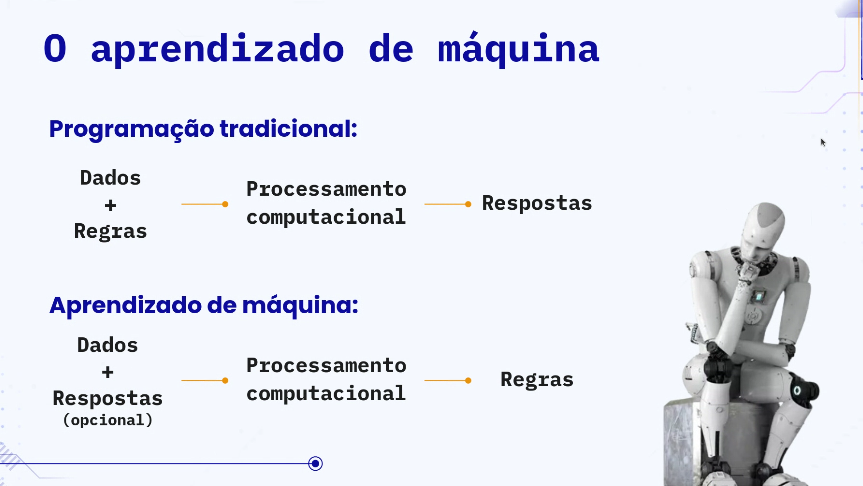 O aprendizado de máquina
Programação tradicional:
Dados
+
Regras
Processamento
computacional
Respostas
Aprendizado de máquina:
Dados
+
Respostas
(opcional)
Processamento
computacional
Regras